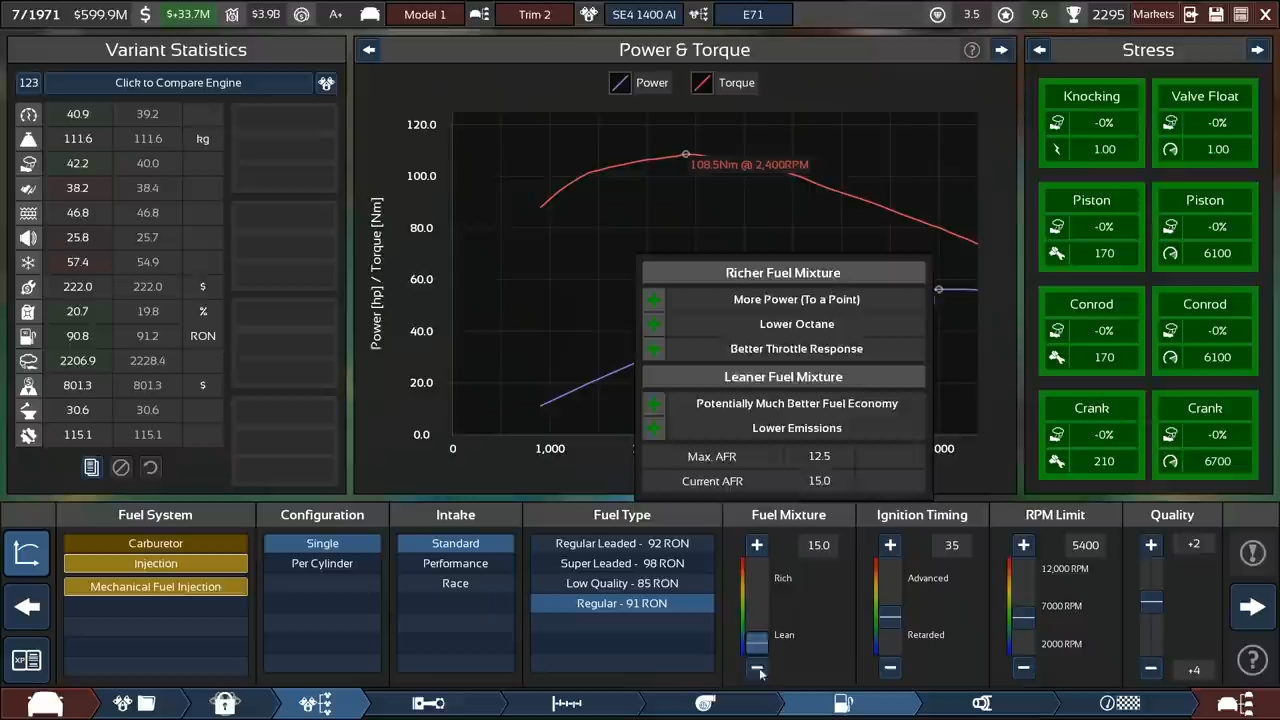 7/1971 $599.9M $ $+33.7M $3.9B A+ Model 1 Trim 2 SE4 1400 AI E71 3.5 9.6 2295 Markets
Variant Statistics
123 Click to Compare Engine
40.9 39.2
111.6 111.6 kg
42.2 40.0
38.2 38.4
46.8 46.8
25.8 25.7
57.4 54.9
222.0 222.0 $
20.7 19.8 %
90.8 91.2 RON
2206.9 2228.4
801.3 801.3 $
30.6 30.6
115.1 115.1
Power & Torque
?
Power Torque
Power [hp] / Torque [Nm]
120.0
100.0
80.0
60.0
40.0
20.0
0.0
0 1,000
000
108.5Nm @ 2,400RPM
Richer Fuel Mixture
More Power (To a Point)
Lower Octane
Better Throttle Response
Leaner Fuel Mixture
Potentially Much Better Fuel Economy
Lower Emissions
Max. AFR 12.5
Current AFR 15.0
Stress
Knocking Valve Float
-0% -0%
1.00 1.00
Piston Piston
-0% -0%
170 6100
Conrod Conrod
-0% -0%
170 6100
Crank Crank
-0% -0%
210 6700
Fuel System
Carburetor
Injection
Mechanical Fuel Injection
Configuration
Single
Per Cylinder
Intake
Standard
Performance
Race
Fuel Type
Regular Leaded - 92 RON
Super Leaded - 98 RON
Low Quality - 85 RON
Regular - 91 RON
Fuel Mixture
15.0
Rich
Lean
Ignition Timing
35
Advanced
Retarded
RPM Limit
5400
12,000 RPM
7000 RPM
2000 RPM
Quality
+2
+4
XP
?